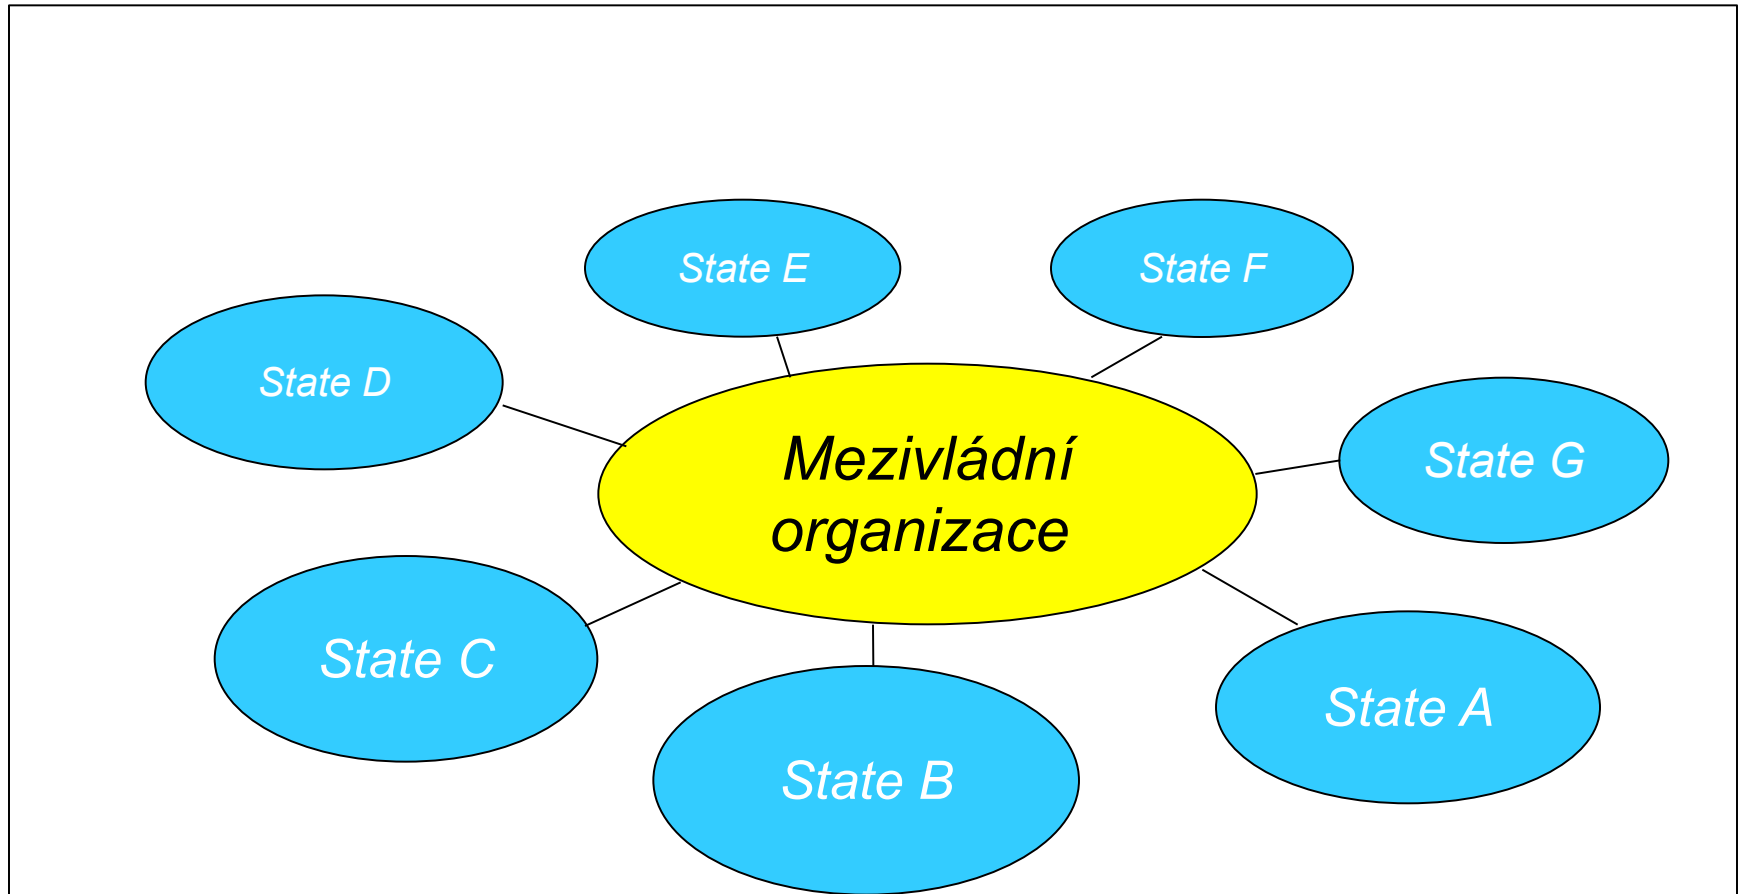 State E
State F
State D
Mezivládní
organizace
State G
State C
State A
State B